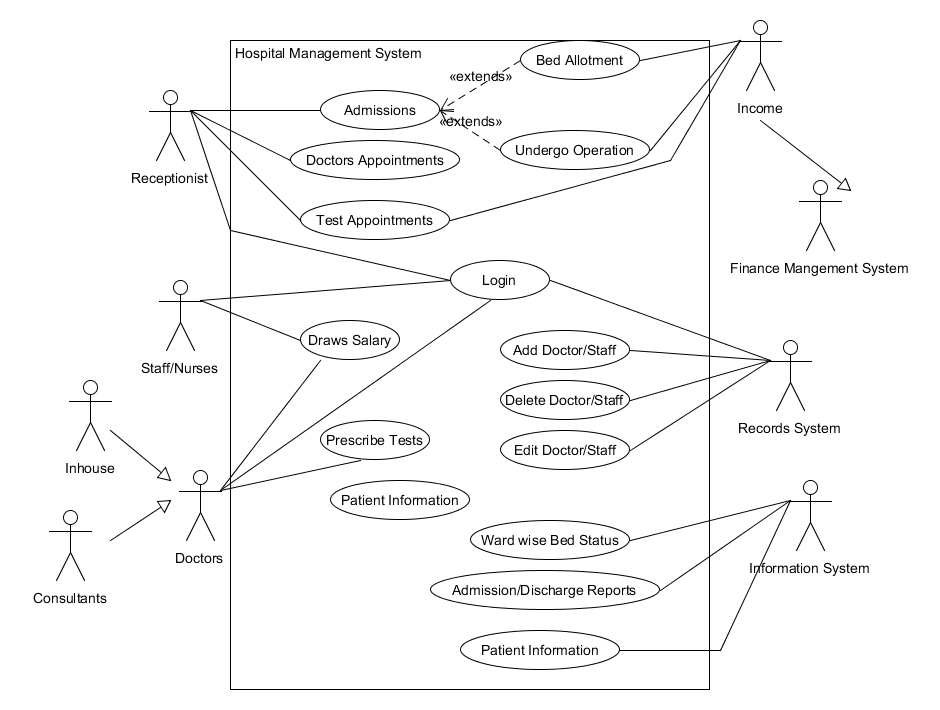 Hospital Management System
Bed Allotment
«extends»
Income
Admissions
«extends»
Undergo Operation
Doctors Appointments
Receptionist
Test Appointments
Finance Mangement System
Login
Draws Salary
Add Doctor/Staff
Staff/Nurses
Delete Doctor/Staff
Records System
Prescribe Tests
Edit Doctor/Staff
Inhouse
Patient Information
Ward wise Bed Status
Doctors
Information System
Admission/Discharge Reports
Consultants
Patient Information